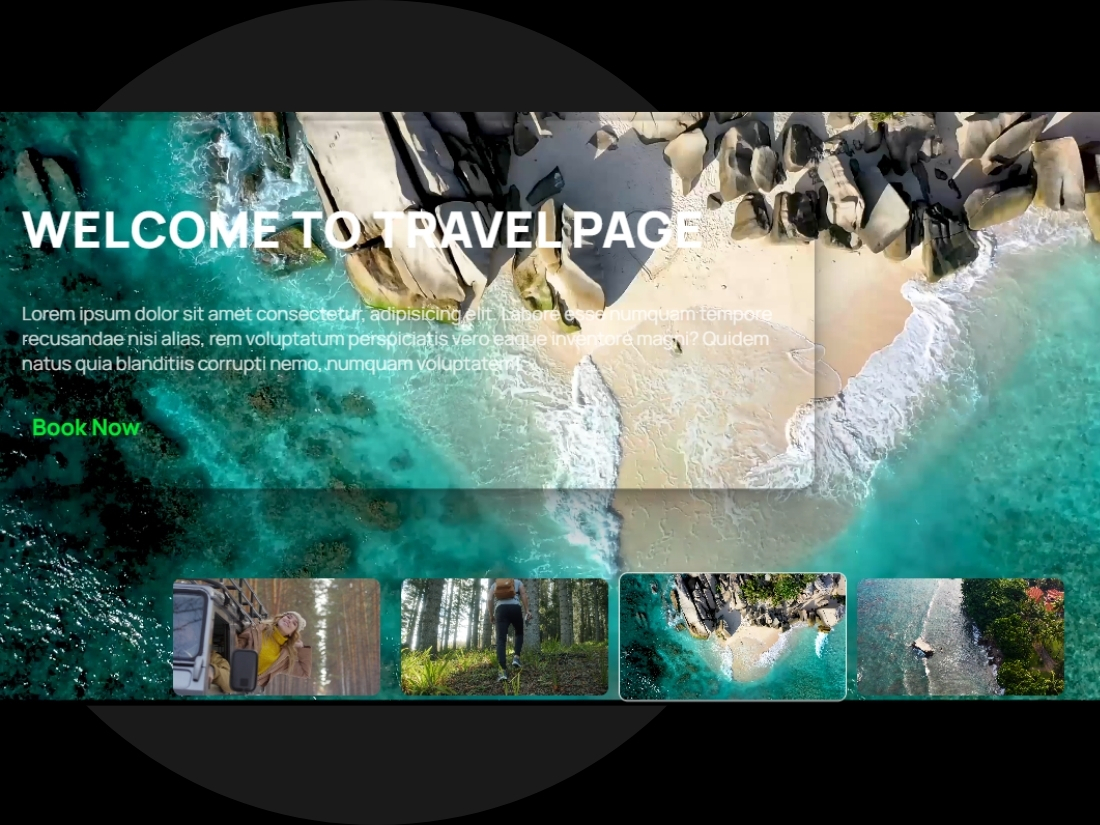 WELCOME TO TRAVEL PAGE
Lorem ipsum dolor sit amet consectetur, adipisicing elit. Labore esse numquam tempore
recusandae nisi alias, rem voluptatum perspiciatis vero eaque inventore magni? Quidem
natus quia blanditiis corrupti nemo, numquam voluptatem!
Book Now